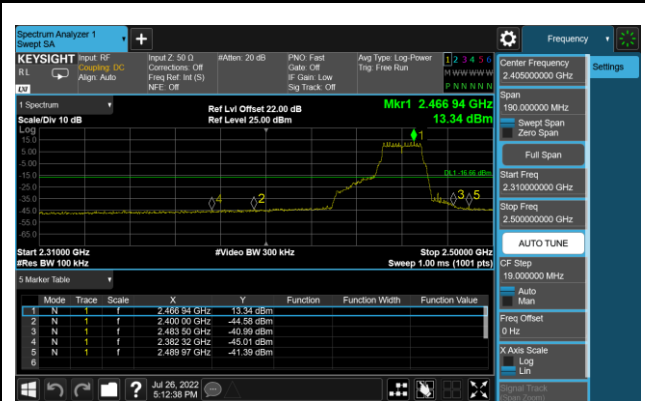 Spectrum Analyzer 1
Swept SA
+
Frequency
KEYSIGHT
RL
LXI
Input: RF
Coupling: DC
Align: Auto
Input Z: 50 Ω
Corrections: Off
Freq Ref: Int (S)
NFE: Off
#Atten: 20 dB
PNO: Fast
Gate: Off
IF Gain: Low
Sig Track: Off
Avg Type: Log-Power
Trig: Free Run
1 2 3 4 5 6
M W W W W W
P N N N N N
Center Frequency
2.405000000 GHz
Settings
Span
190.000000 MHz
Swept Span
Zero Span
Full Span
Start Freq
2.310000000 GHz
Stop Freq
2.500000000 GHz
AUTO TUNE
CF Step
19.000000 MHz
Auto
Man
Freq Offset
0 Hz
X Axis Scale
Log
Lin
Signal Track
(Span Zoom)
1 Spectrum
Scale/Div 10 dB
Log
Ref Lvl Offset 22.00 dB
Ref Level 25.00 dBm
Mkr1 2.466 94 GHz
13.34 dBm
15.0
5.00
-5.00
-15.0
-25.0
-35.0
-45.0
-55.0
-65.0
1
DL1 -16.66 dBm
4
2
3
5
Start 2.31000 GHz
#Res BW 100 kHz
#Video BW 300 kHz
Stop 2.50000 GHz
Sweep 1.00 ms (1001 pts)
5 Marker Table
Mode Trace Scale X Y Function Function Width Function Value
1 N 1 f 2.466 94 GHz 13.34 dBm
2 N 1 f 2.400 00 GHz -44.58 dBm
3 N 1 f 2.483 50 GHz -40.99 dBm
4 N 1 f 2.382 32 GHz -45.01 dBm
5 N 1 f 2.489 97 GHz -41.39 dBm
6
?
Jul 26, 2022
5:12:38 PM